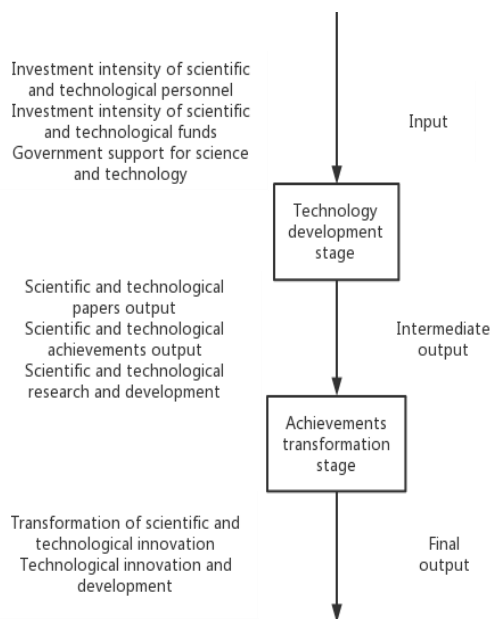 Investment intensity of scientific
and technological personnel
Investment intensity of scientific
and technological funds
Government support for science
and technology
Input
Technology
development
stage
Scientific and technological
papers output
Scientific and technological
achievements output
Scientific and technological
research and development
Intermediate
output
Achievements
transformation
stage
Transformation of scientific and
technological innovation
Technological innovation and
development
Final
output